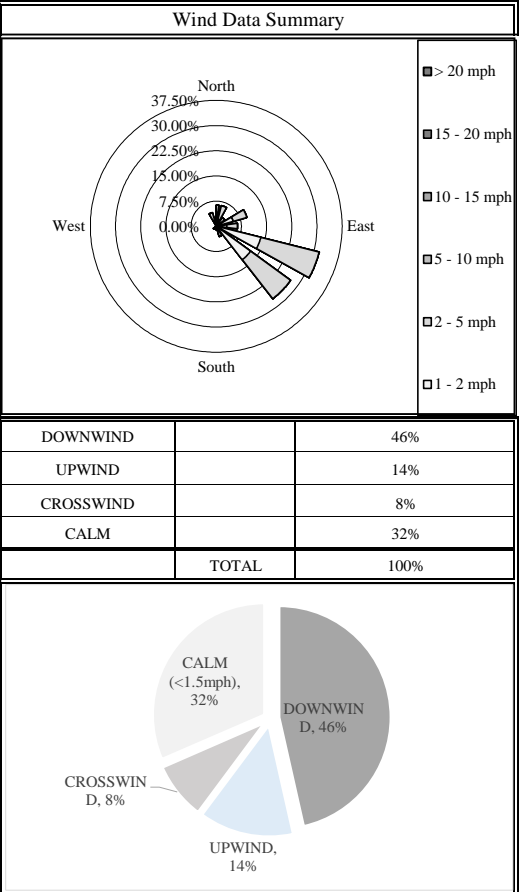 Wind Data Summary
North
37.50%
30.00%
22.50%
15.00%
7.50%
0.00%
West
East
South
> 20 mph
15 - 20 mph
10 - 15 mph
5 - 10 mph
2 - 5 mph
1 - 2 mph
DOWNWIND 46%
UPWIND 14%
CROSSWIND 8%
CALM 32%
TOTAL 100%
CALM
(<1.5mph),
32%
DOWNWIN
D, 46%
CROSSWIN
D, 8%
UPWIND,
14%